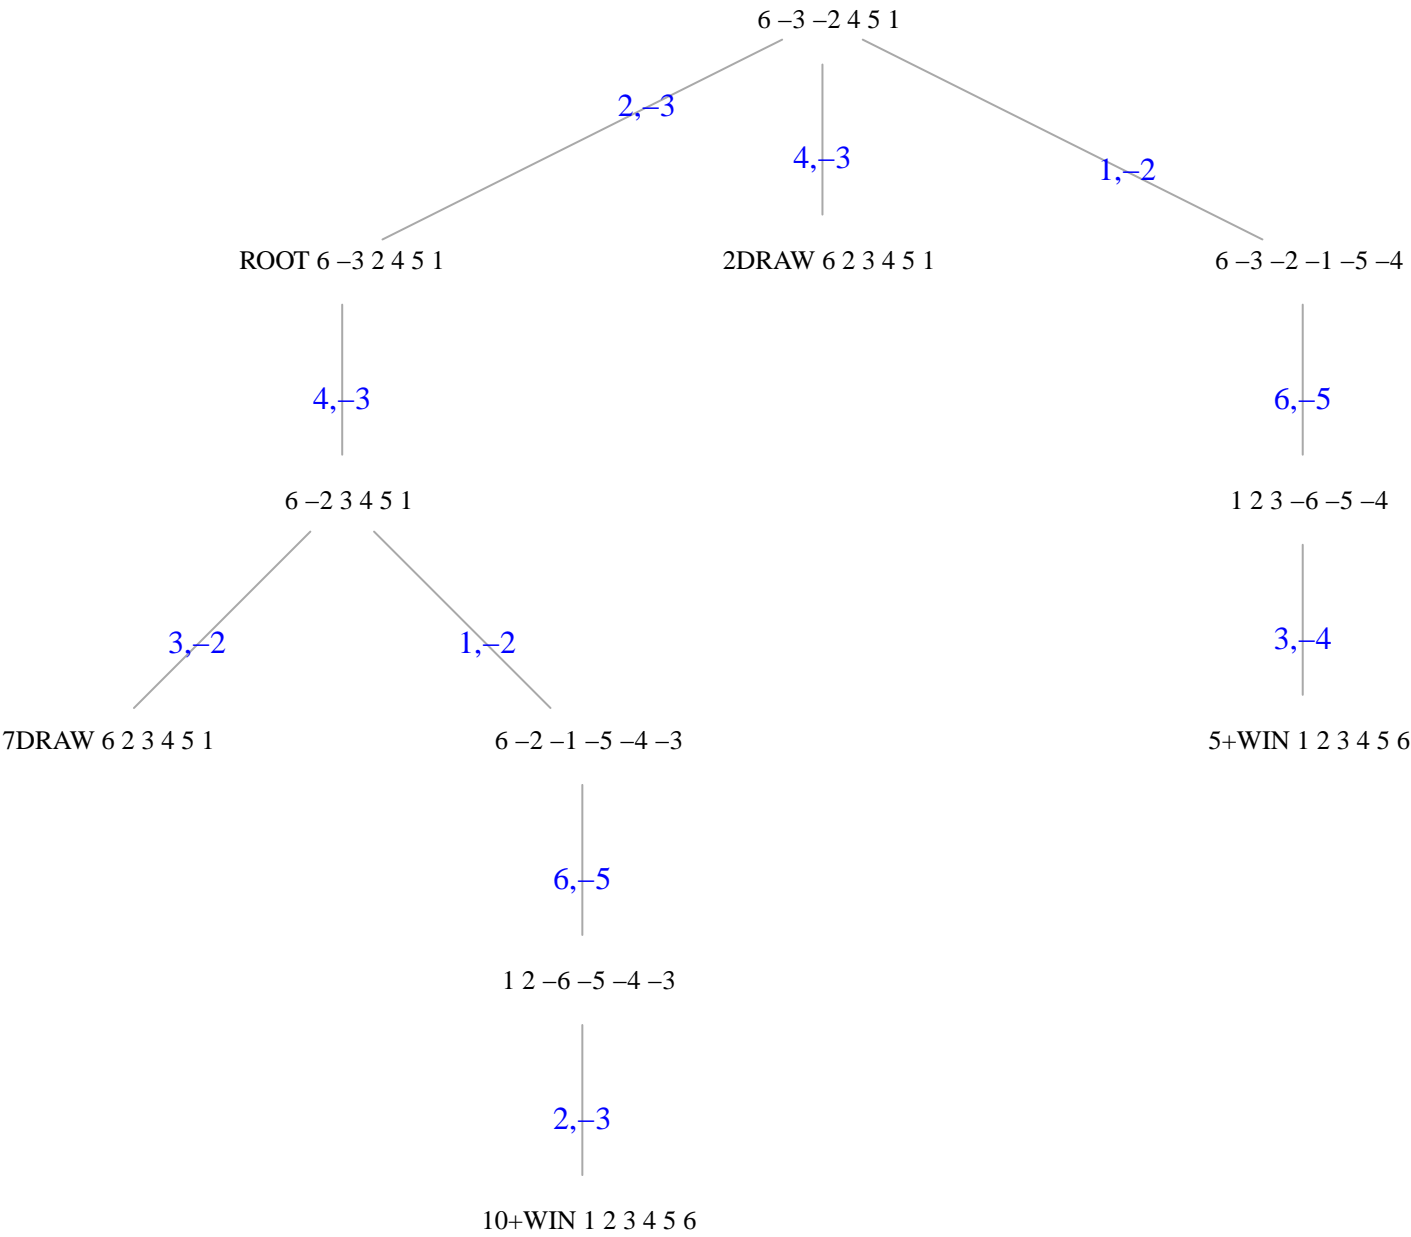 6 –3 –2 4 5 1
2,–3
4,–3
1,–2
ROOT 6 –3 2 4 5 1
2DRAW 6 2 3 4 5 1
6 –3 –2 –1 –5 –4
4,–3
6,–5
6 –2 3 4 5 1
1 2 3 –6 –5 –4
3,–2
1,–2
3,–4
7DRAW 6 2 3 4 5 1
6 –2 –1 –5 –4 –3
5+WIN 1 2 3 4 5 6
6,–5
1 2 –6 –5 –4 –3
2,–3
10+WIN 1 2 3 4 5 6